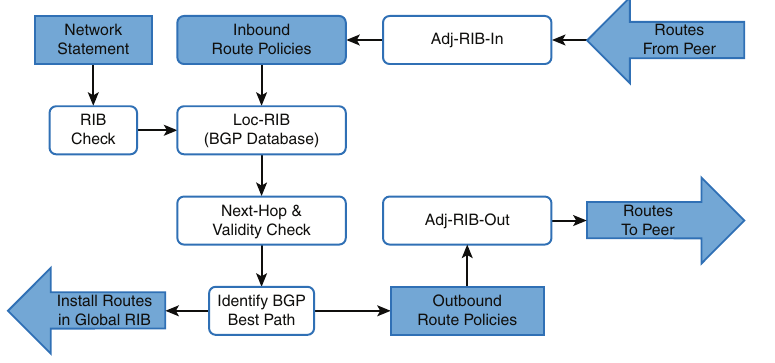 Network
Statement
Inbound
Route Policies
Adj-RIB-In
Routes
From Peer
RIB
Check
Loc-RIB
(BGP Database)
Next-Hop &
Validity Check
Adj-RIB-Out
Routes
To Peer
Install Routes
in Global RIB
Identify BGP
Best Path
Outbound
Route Policies